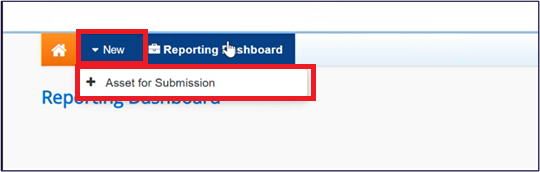 New Reporting Dashboard
Asset for Submission
Reporting Dashboard